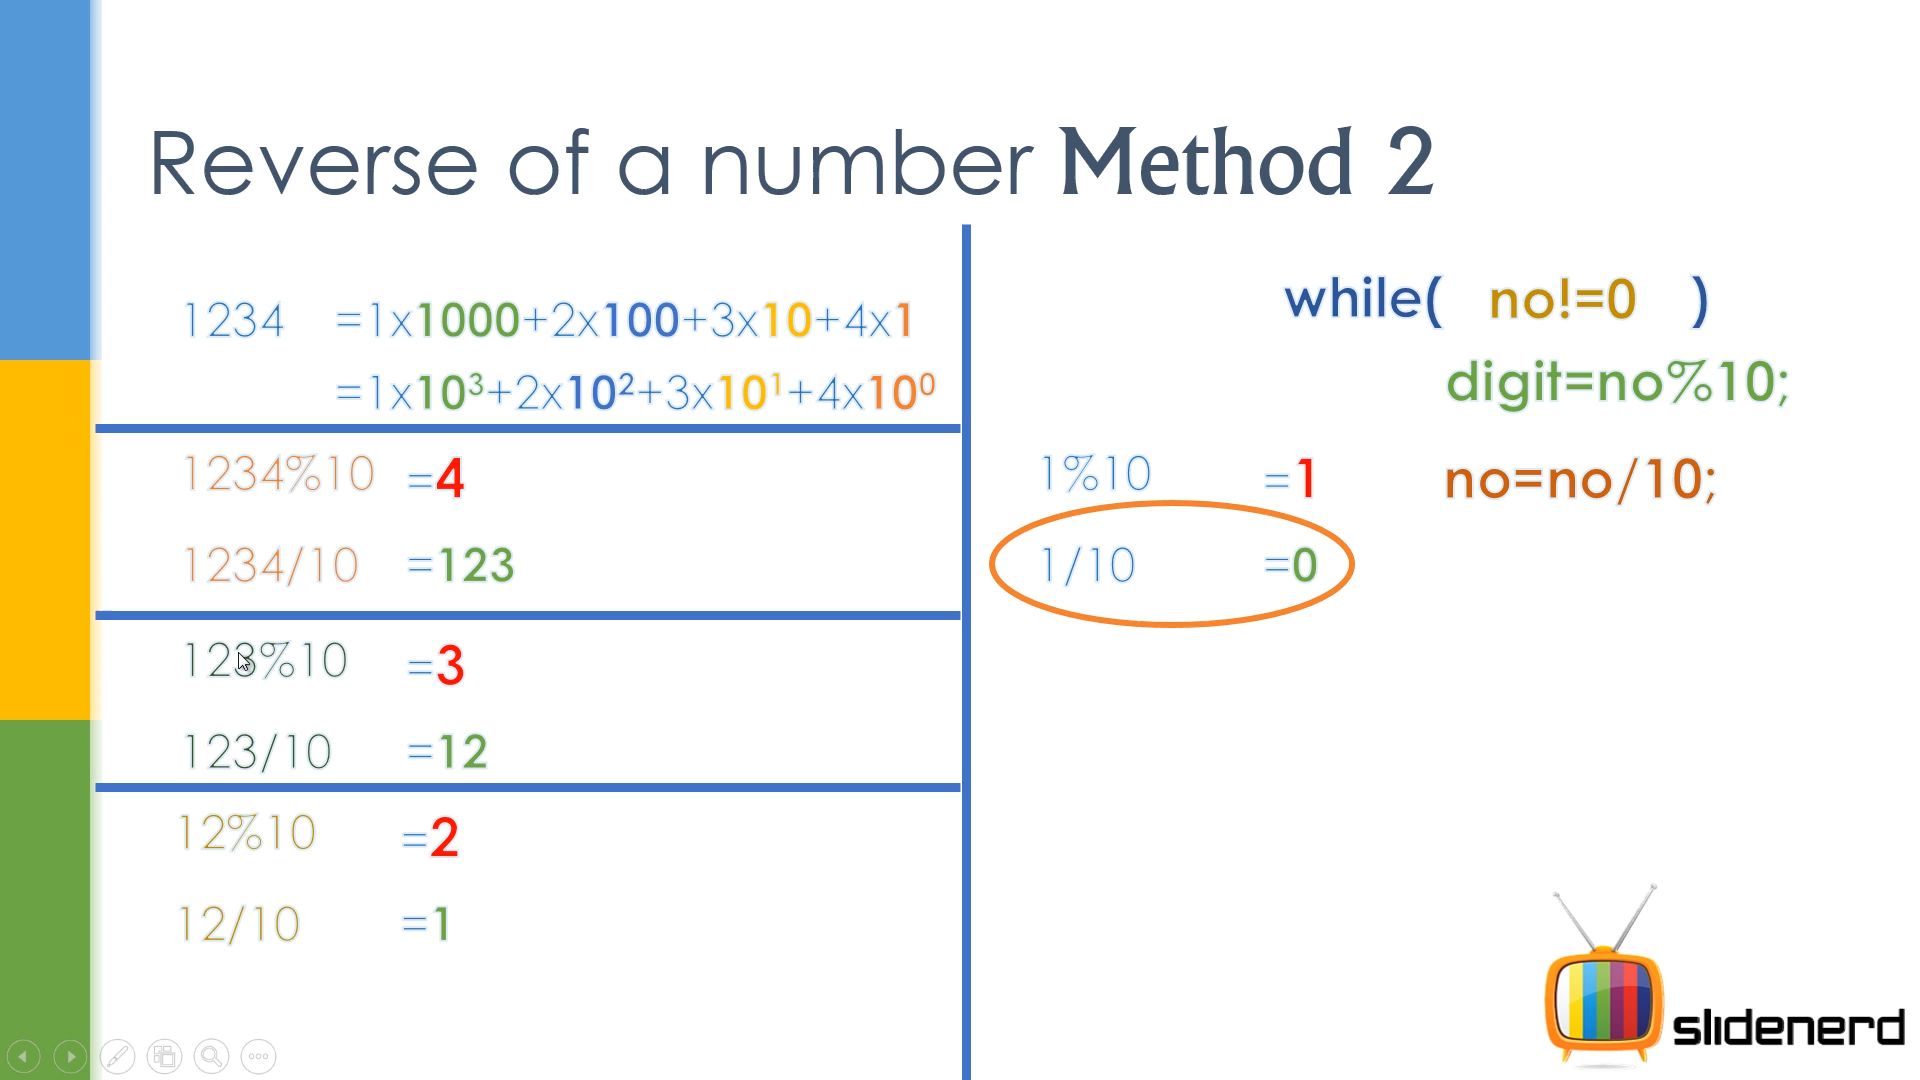 Reverse of a number Method 2
1234 =1x1000+2x100+3x10+4x1
=1x10³+2x10²+3x10¹+4x10⁰
1234%10 =4
1234/10 =123
123%10 =3
123/10 =12
12%10 =2
12/10 =1
while( no!=0 )
digit=no%10;
1%10 =1 no=no/10;
1/10 =0
slidenerd